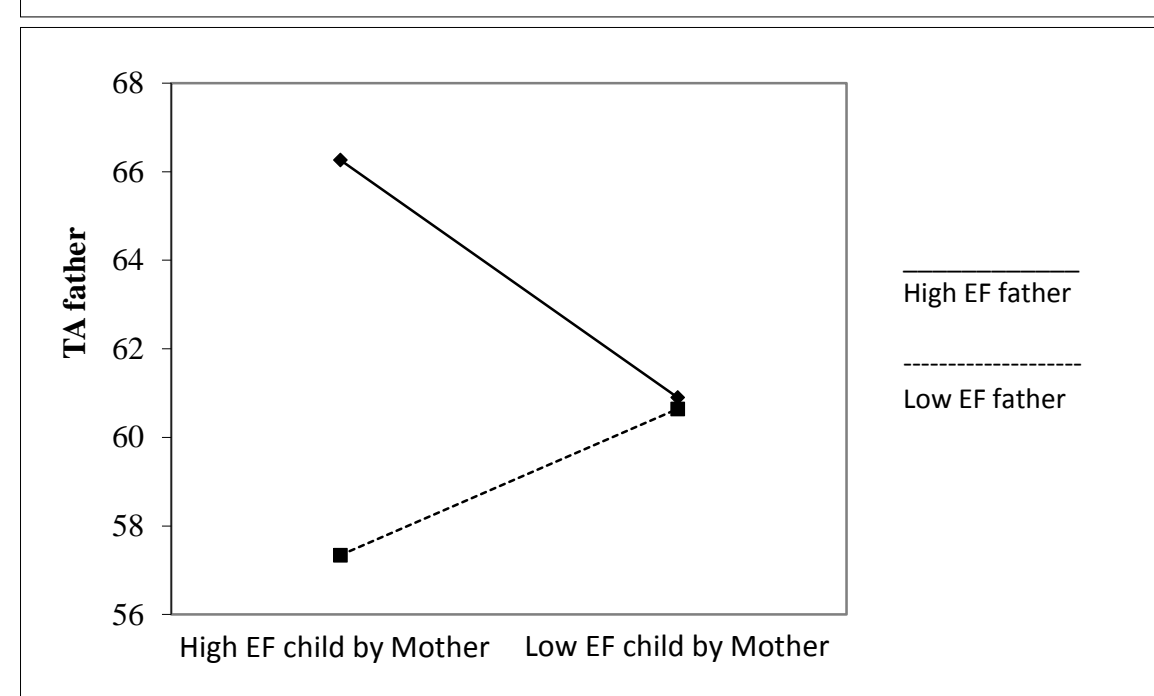 68
66
64
62
60
58
56
TA father
High EF child by Mother
Low EF child by Mother
High EF father
Low EF father